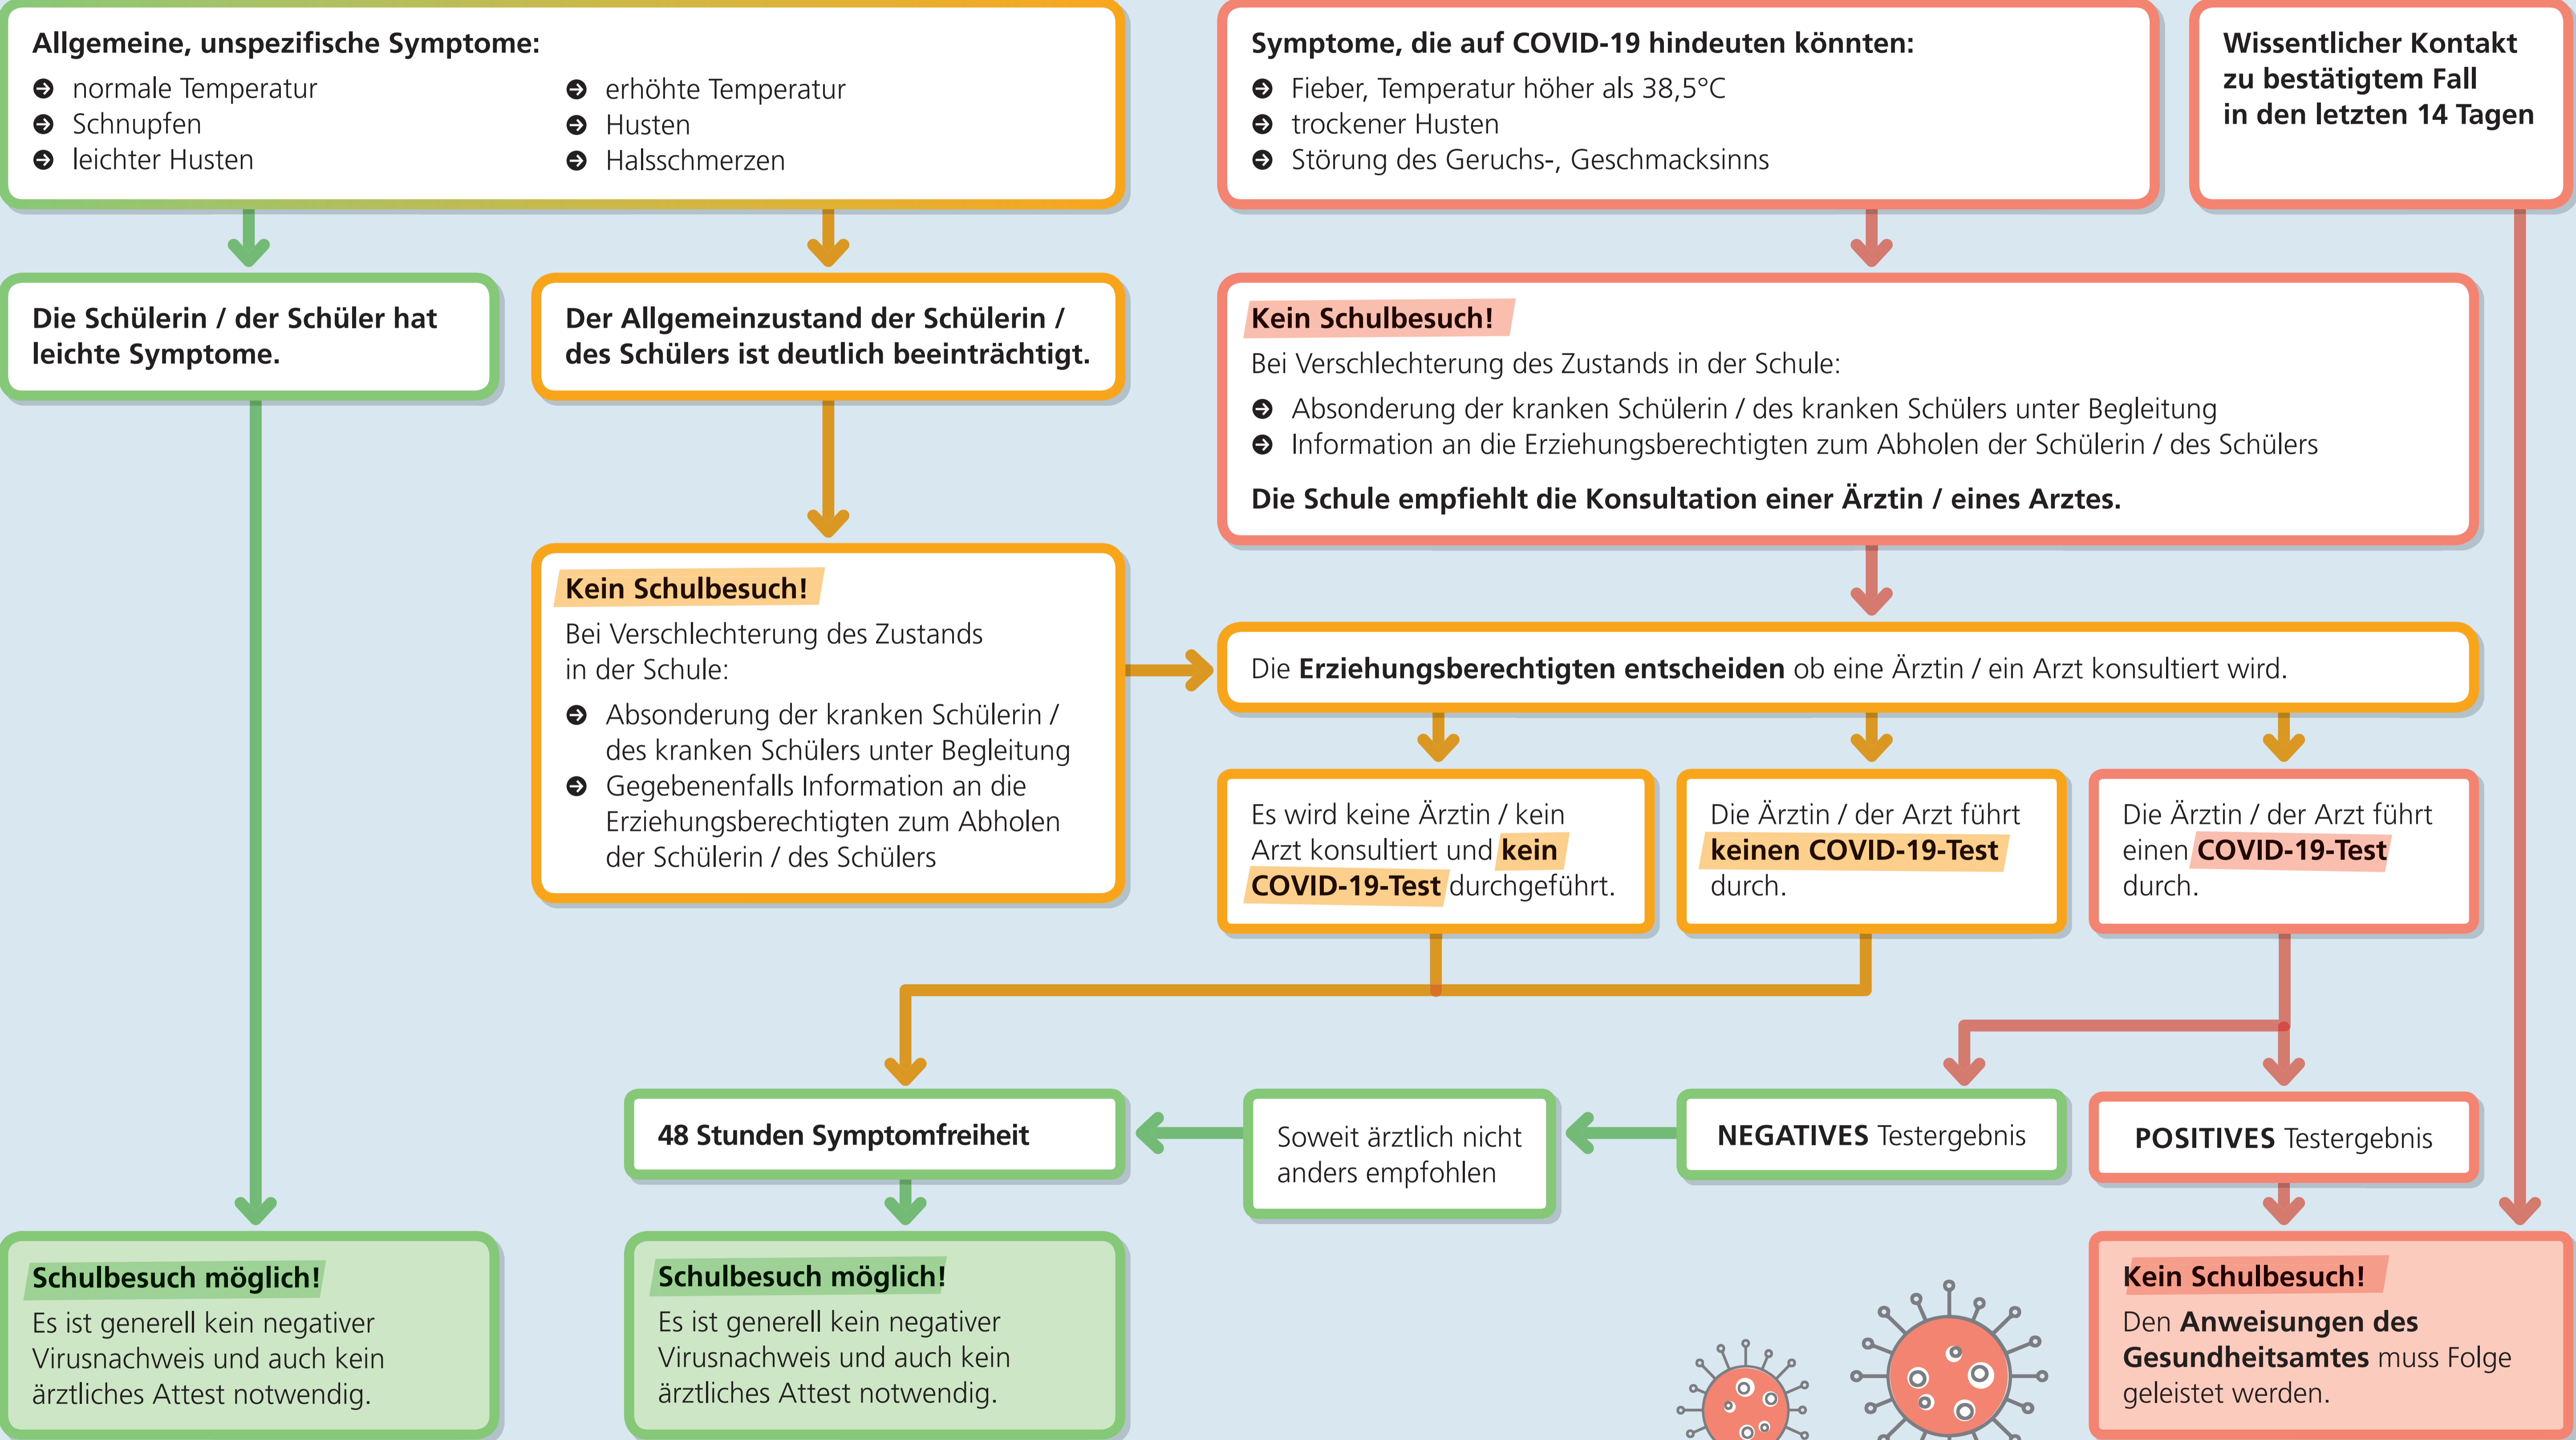 Allgemeine, unspezifische Symptome:
normale Temperatur
Schnupfen
leichter Husten
erhöhte Temperatur
Husten
Halsschmerzen
Symptome, die auf COVID-19 hindeuten könnten:
Fieber, Temperatur höher als 38,5°C
trockener Husten
Störung des Geruchs-, Geschmacksinns
Wissentlicher Kontakt
zu bestätigtem Fall
in den letzten 14 Tagen
Die Schülerin / der Schüler hat
leichte Symptome.
Der Allgemeinzustand der Schülerin /
des Schülers ist deutlich beeinträchtigt.
Kein Schulbesuch!
Bei Verschlechterung des Zustands in der Schule:
Absonderung der kranken Schülerin / des kranken Schülers unter Begleitung
Information an die Erziehungsberechtigten zum Abholen der Schülerin / des Schülers
Die Schule empfiehlt die Konsultation einer Ärztin / eines Arztes.
Kein Schulbesuch!
Bei Verschlechterung des Zustands
in der Schule:
Absonderung der kranken Schülerin /
des kranken Schülers unter Begleitung
Gegebenenfalls Information an die
Erziehungsberechtigten zum Abholen
der Schülerin / des Schülers
Die Erziehungsberechtigten entscheiden ob eine Ärztin / ein Arzt konsultiert wird.
Es wird keine Ärztin / kein
Arzt konsultiert und kein
COVID-19-Test durchgeführt.
Die Ärztin / der Arzt führt
keinen COVID-19-Test
durch.
Die Ärztin / der Arzt führt
einen COVID-19-Test
durch.
48 Stunden Symptomfreiheit
Soweit ärztlich nicht
anders empfohlen
NEGATIVES Testergebnis
POSITIVES Testergebnis
Schulbesuch möglich!
Es ist generell kein negativer
Virusnachweis und auch kein
ärztliches Attest notwendig.
Schulbesuch möglich!
Es ist generell kein negativer
Virusnachweis und auch kein
ärztliches Attest notwendig.
Kein Schulbesuch!
Den Anweisungen des
Gesundheitsamtes muss Folge
geleistet werden.